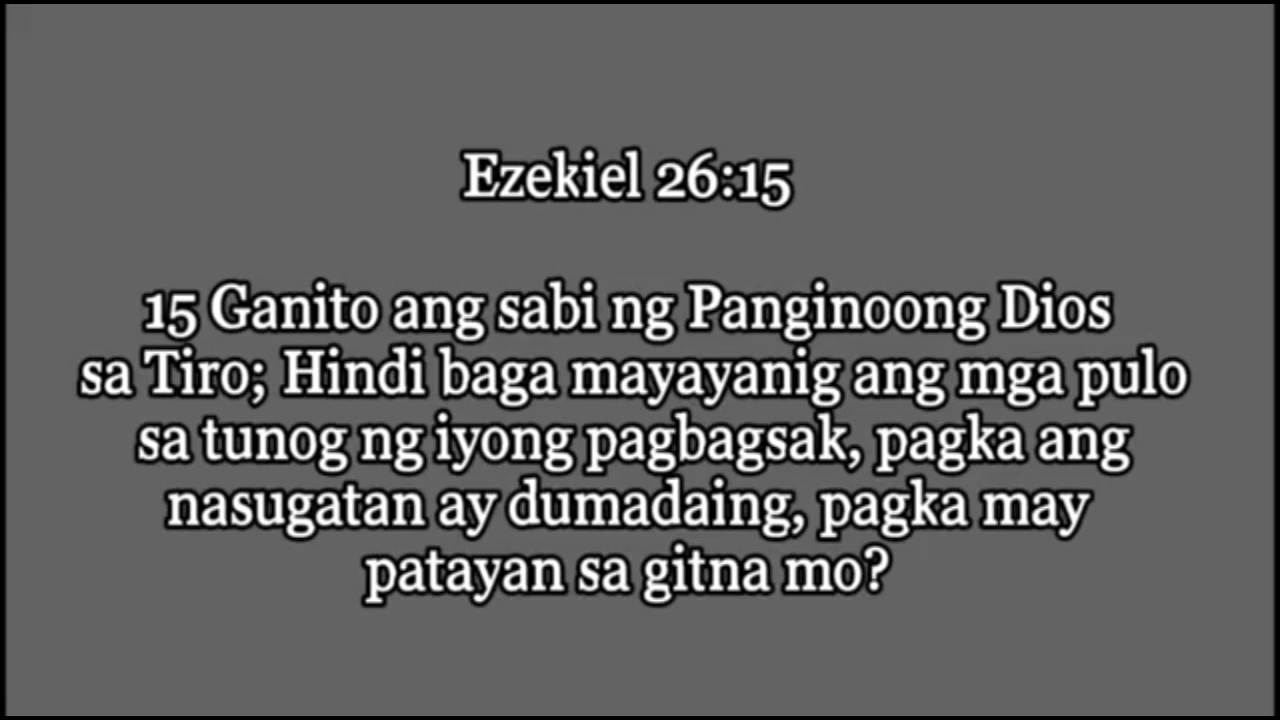 Ezekiel 26:15
15 Ganito ang sabi ng Panginoong Dios
sa Tiro; Hindi baga mayayanig ang mga pulo
sa tunog ng iyong pagbagsak, pagka ang
nasugatan ay dumadaing, pagka may
patayan sa gitna mo?